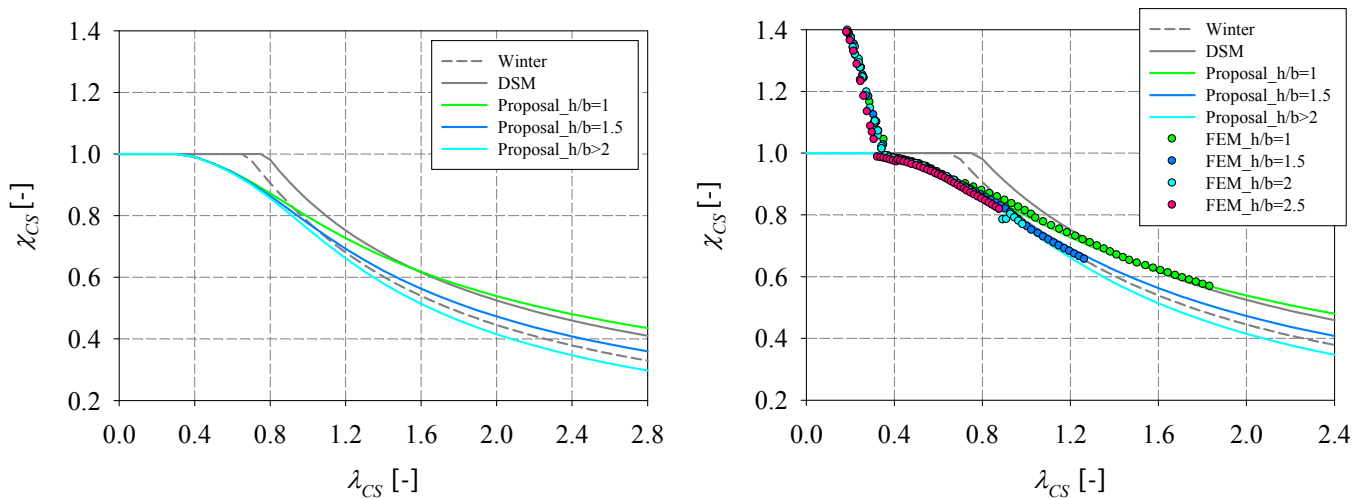 1.4
1.2
1.0
0.8
0.6
0.4
0.2
χCS [-]
0.0 0.4 0.8 1.2 1.6 2.0 2.4 2.8
λCS [-]
Winter
DSM
Proposal_h/b=1
Proposal_h/b=1.5
Proposal_h/b>2
1.4
1.2
1.0
0.8
0.6
0.4
0.2
χCS [-]
0.0 0.4 0.8 1.2 1.6 2.0 2.4
λCS [-]
Winter
DSM
Proposal_h/b=1
Proposal_h/b=1.5
Proposal_h/b>2
FEM_h/b=1
FEM_h/b=1.5
FEM_h/b=2
FEM_h/b=2.5